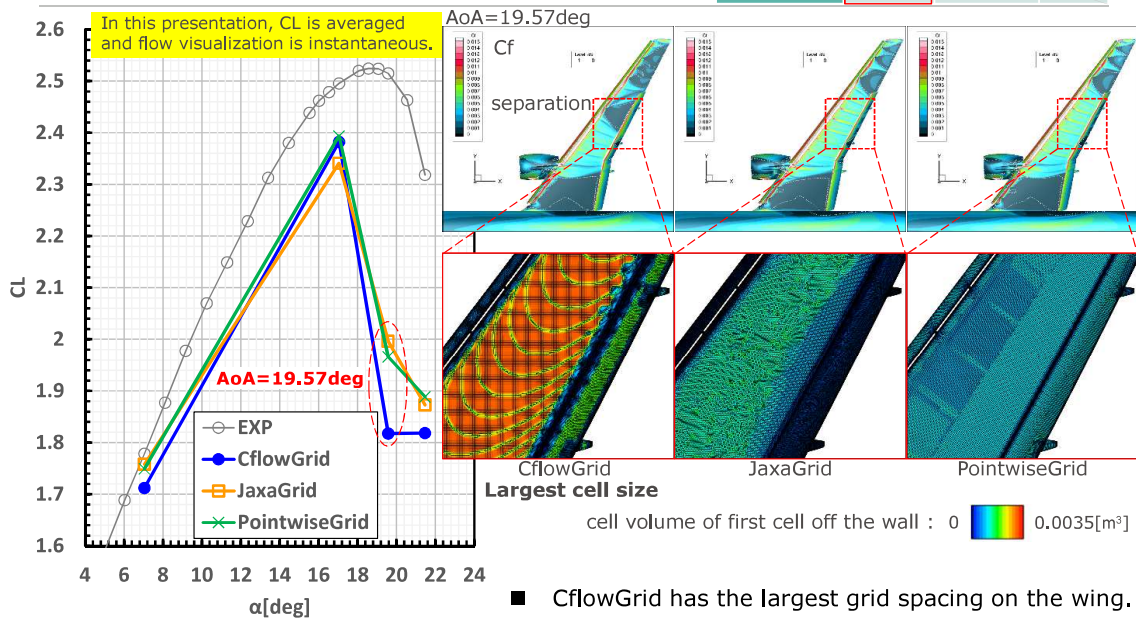 In this presentation, CL is averaged
and flow visualization is instantaneous.
2.6
2.5
2.4
2.3
2.2
2.1
2
1.9
1.8
1.7
1.6
CL
4 6 8 10 12 14 16 18 20 22 24
α[deg]
AoA=19.57deg
EXP
CflowGrid
JaxaGrid
PointwiseGrid
AoA=19.57deg
Cf
separation
CflowGrid
JaxaGrid
PointwiseGrid
Largest cell size
cell volume of first cell off the wall : 0 0.0035[m³]
■ CflowGrid has the largest grid spacing on the wing.